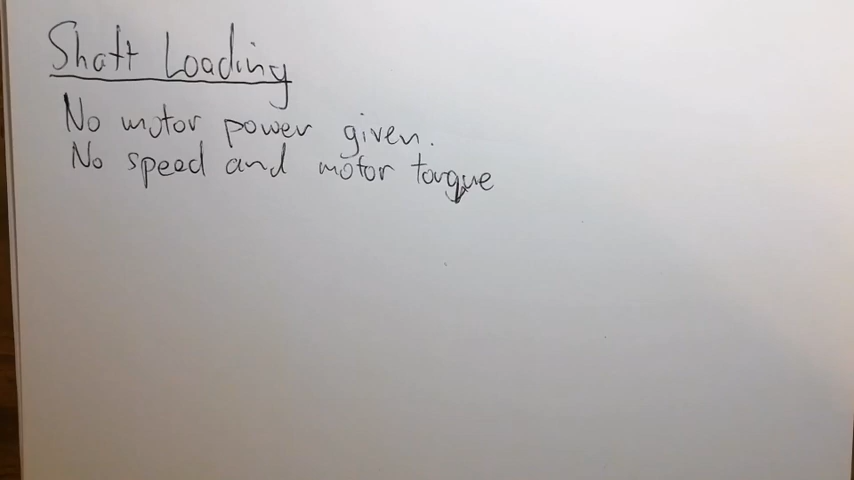 Shaft Loading
No motor power given.
No speed and motor torque